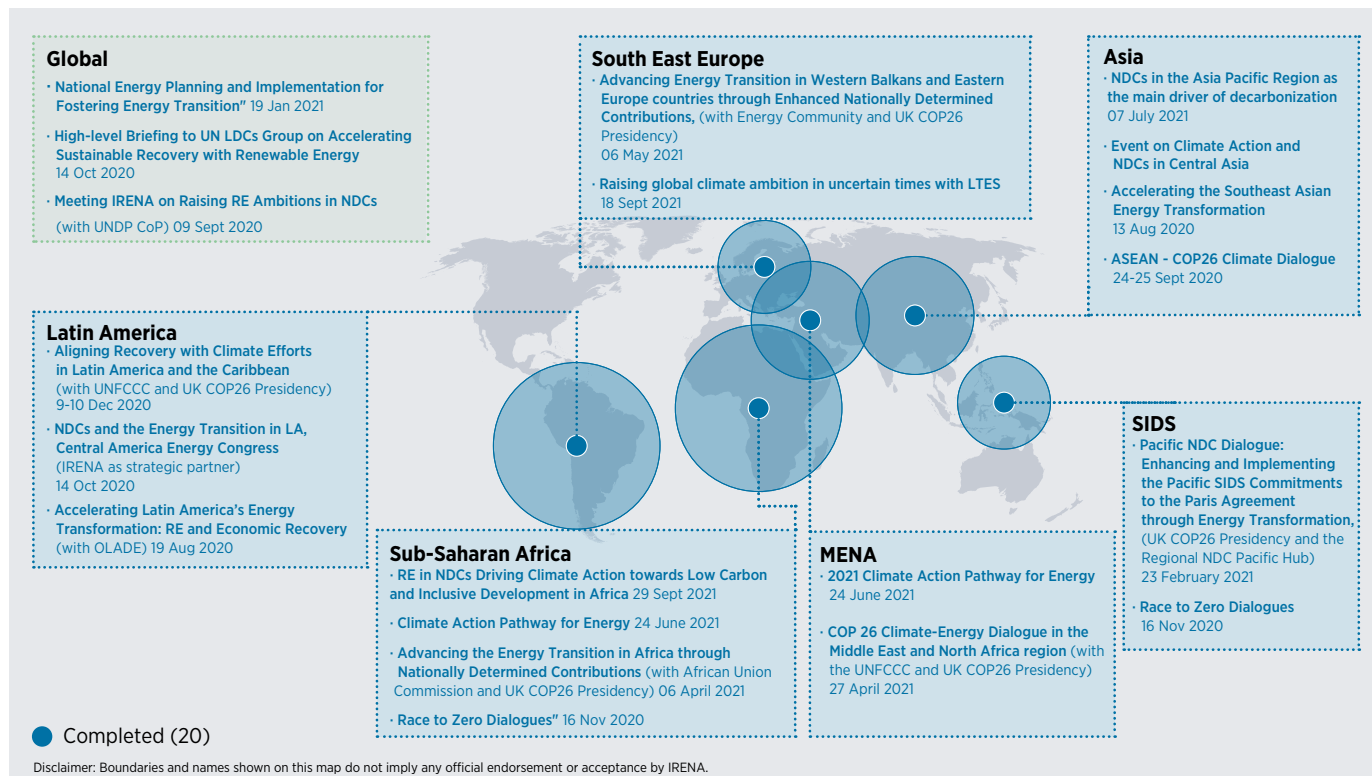 Global
· National Energy Planning and Implementation for
Fostering Energy Transition" 19 Jan 2021
· High-level Briefing to UN LDCs Group on Accelerating
Sustainable Recovery with Renewable Energy
14 Oct 2020
· Meeting IRENA on Raising RE Ambitions in NDCs
(with UNDP CoP) 09 Sept 2020
South East Europe
· Advancing Energy Transition in Western Balkans and Eastern
Europe countries through Enhanced Nationally Determined
Contributions, (with Energy Community and UK COP26
Presidency)
06 May 2021
· Raising global climate ambition in uncertain times with LTES
18 Sept 2021
Asia
· NDCs in the Asia Pacific Region as
the main driver of decarbonization
07 July 2021
· Event on Climate Action and
NDCs in Central Asia
· Accelerating the Southeast Asian
Energy Transformation
13 Aug 2020
· ASEAN - COP26 Climate Dialogue
24-25 Sept 2020
Latin America
· Aligning Recovery with Climate Efforts
in Latin America and the Caribbean
(with UNFCCC and UK COP26 Presidency)
9-10 Dec 2020
· NDCs and the Energy Transition in LA,
Central America Energy Congress
(IRENA as strategic partner)
14 Oct 2020
· Accelerating Latin America's Energy
Transformation: RE and Economic Recovery
(with OLADE) 19 Aug 2020
Sub-Saharan Africa
· RE in NDCs Driving Climate Action towards Low Carbon
and Inclusive Development in Africa 29 Sept 2021
· Climate Action Pathway for Energy 24 June 2021
· Advancing the Energy Transition in Africa through
Nationally Determined Contributions (with African Union
Commission and UK COP26 Presidency) 06 April 2021
· Race to Zero Dialogues" 16 Nov 2020
MENA
· 2021 Climate Action Pathway for Energy
24 June 2021
· COP 26 Climate-Energy Dialogue in the
Middle East and North Africa region (with
the UNFCCC and UK COP26 Presidency)
27 April 2021
SIDS
· Pacific NDC Dialogue:
Enhancing and Implementing
the Pacific SIDS Commitments
to the Paris Agreement
through Energy Transformation,
(UK COP26 Presidency and the
Regional NDC Pacific Hub)
23 February 2021
· Race to Zero Dialogues
16 Nov 2020
Completed (20)
Disclaimer: Boundaries and names shown on this map do not imply any official endorsement or acceptance by IRENA.